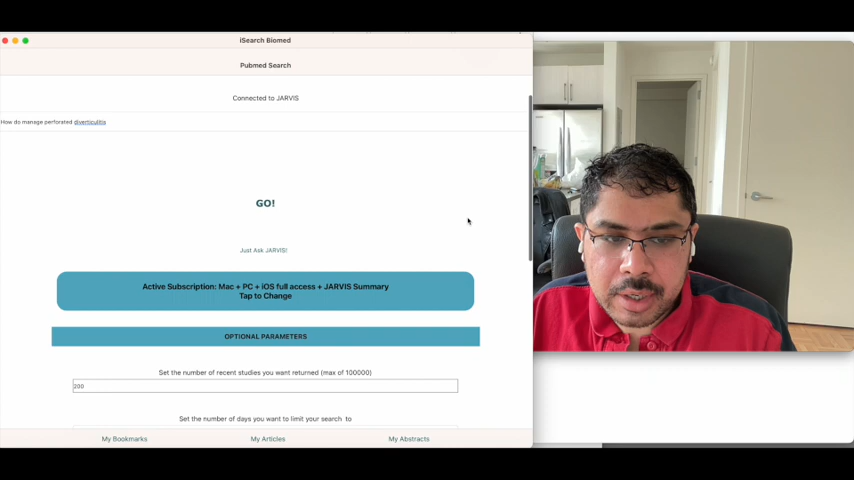 iSearch Biomed
Pubmed Search
Connected to JARVIS
How do manage perforated diverticulitis
GO!
Just Ask JARVIS!
Active Subscription: Mac + PC + iOS full access + JARVIS Summary
Tap to Change
OPTIONAL PARAMETERS
Set the number of recent studies you want returned (max of 100000)
200
Set the number of days you want to limit your search to
My Bookmarks
My Articles
My Abstracts